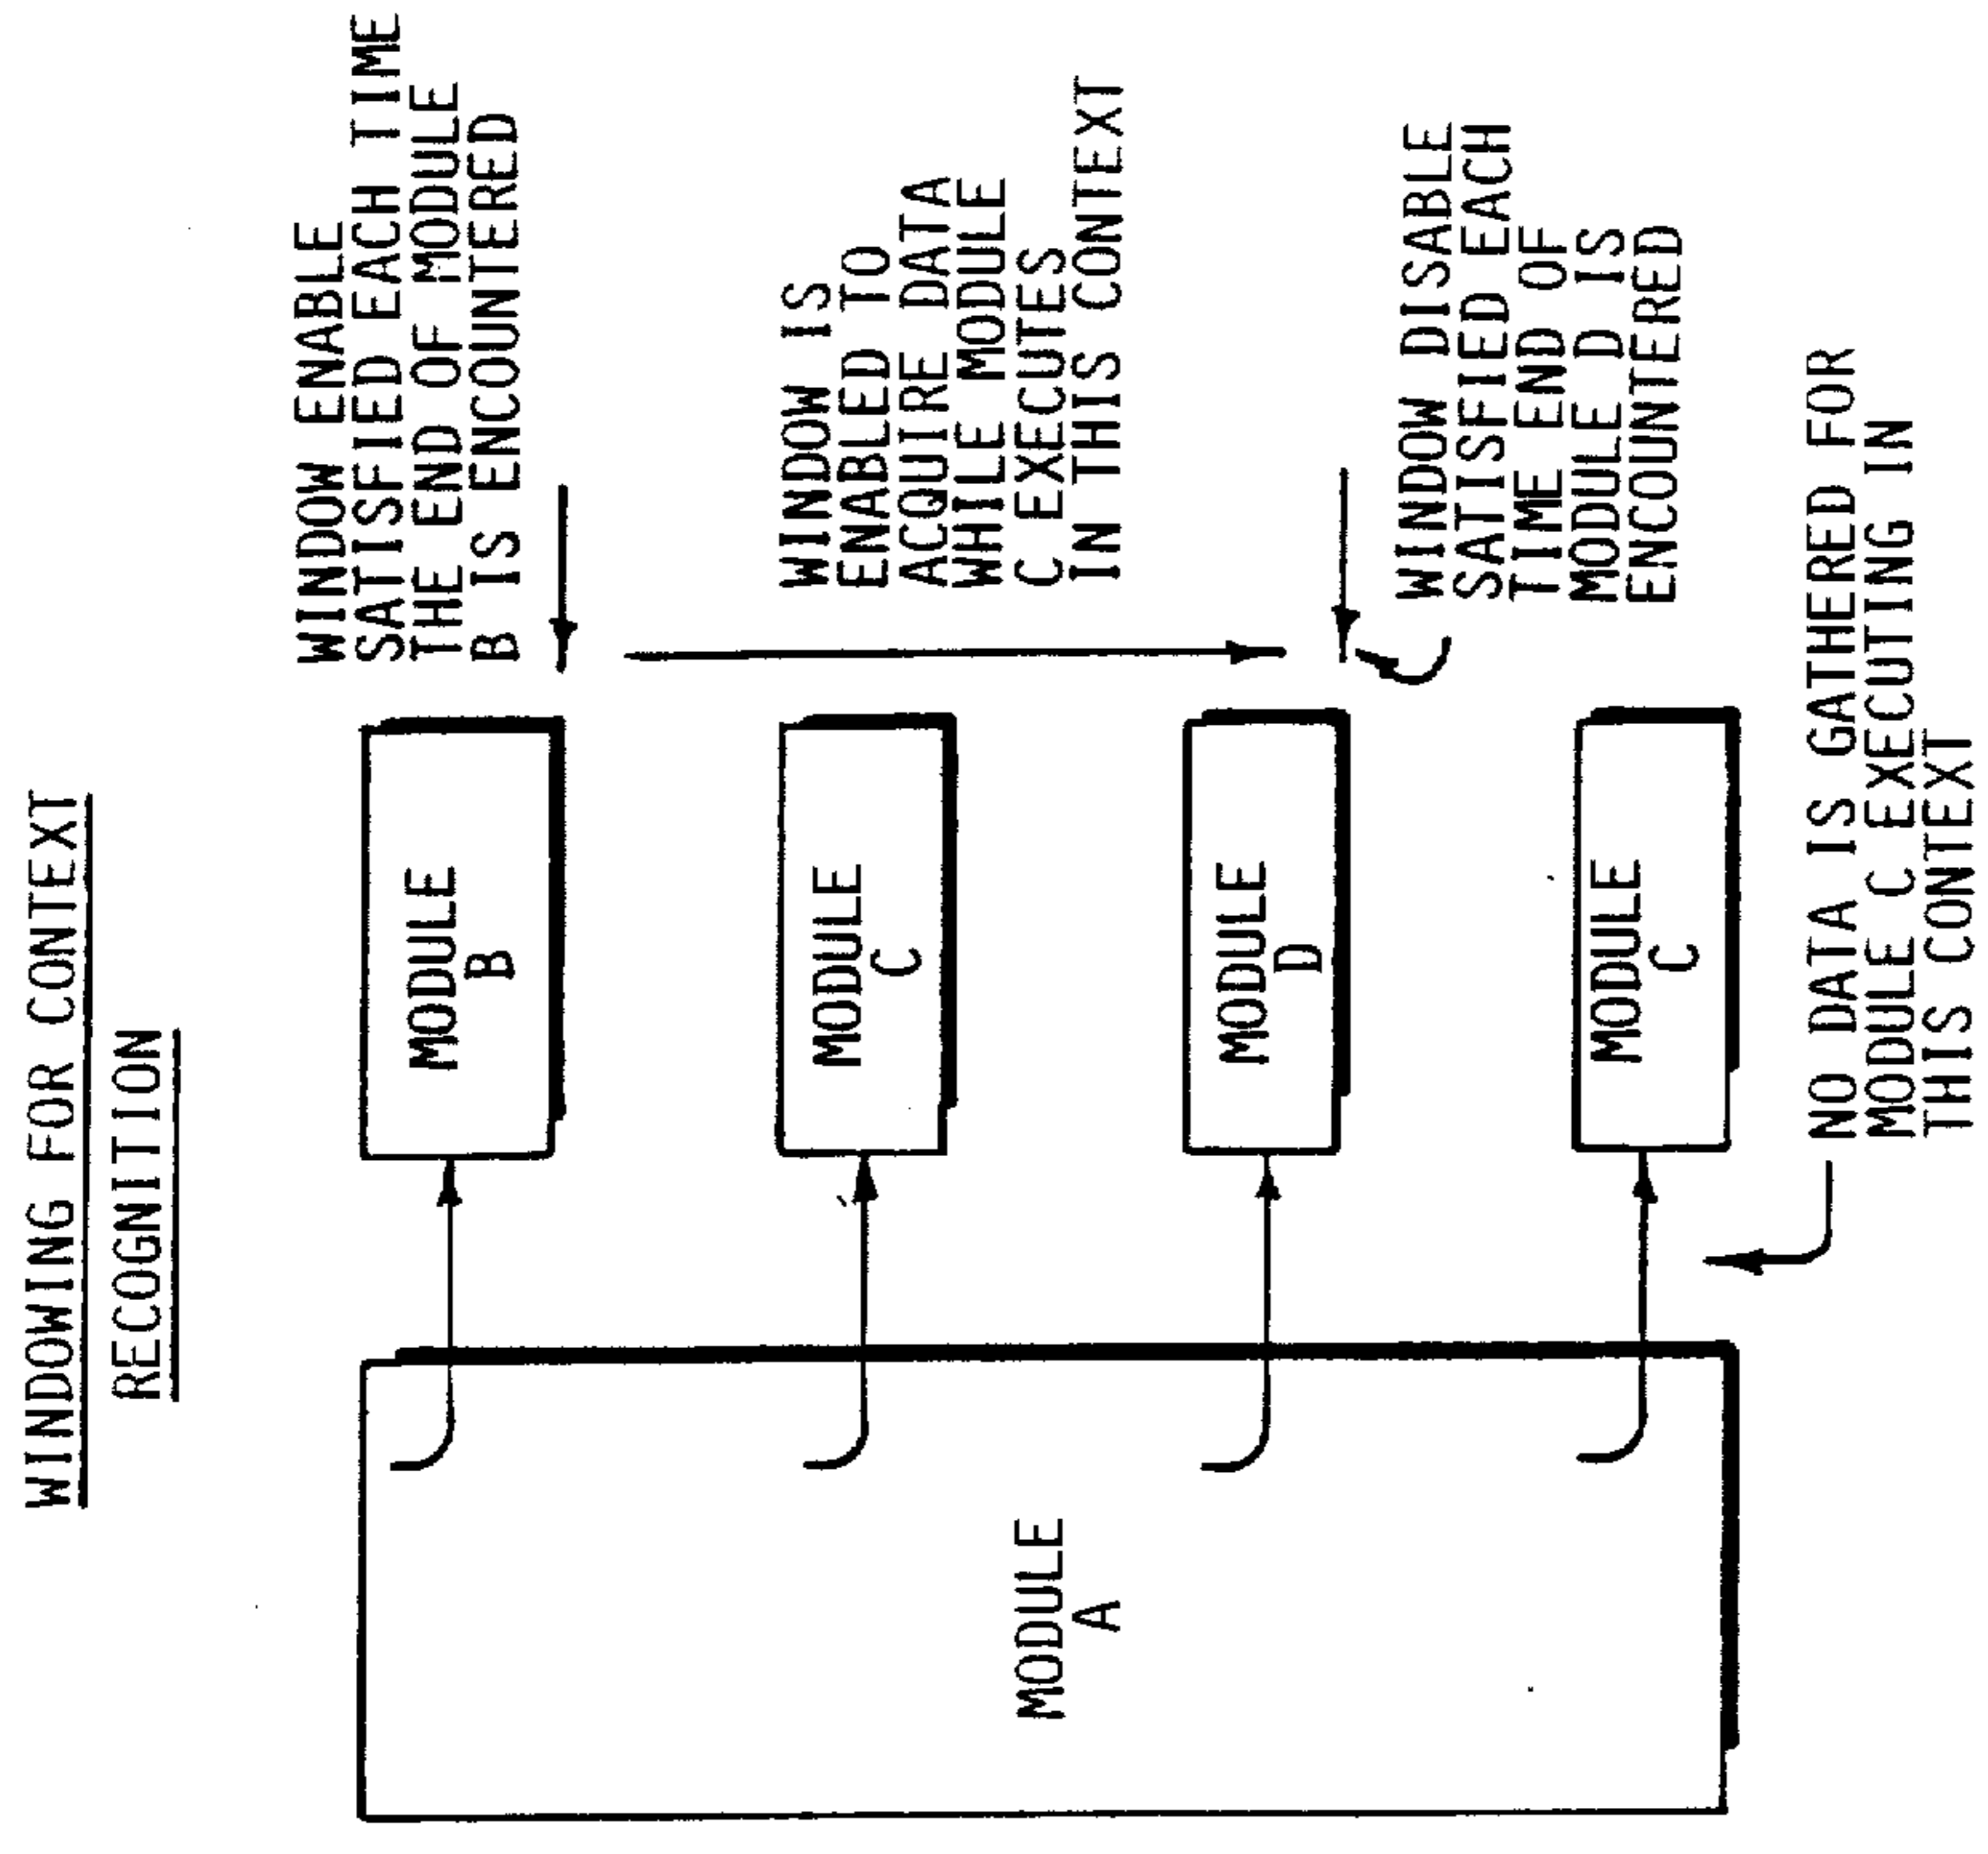 WINDOWING FOR CONTEXT
RECOGNITION
MODULE
A
MODULE
B
WINDOW ENABLE
SATISFIED EACH TIME
THE END OF MODULE
B IS ENCOUNTERED
MODULE
C
WINDOW IS
ENABLED TO
ACQUIRE DATA
WHILE MODULE
C EXECUTES
IN THIS CONTEXT
MODULE
D
WINDOW DISABLE
SATISFIED EACH
TIME END OF
MODULE D IS
ENCOUNTERED
MODULE
C
NO DATA IS GATHERED FOR
MODULE C EXECUTING IN
THIS CONTEXT